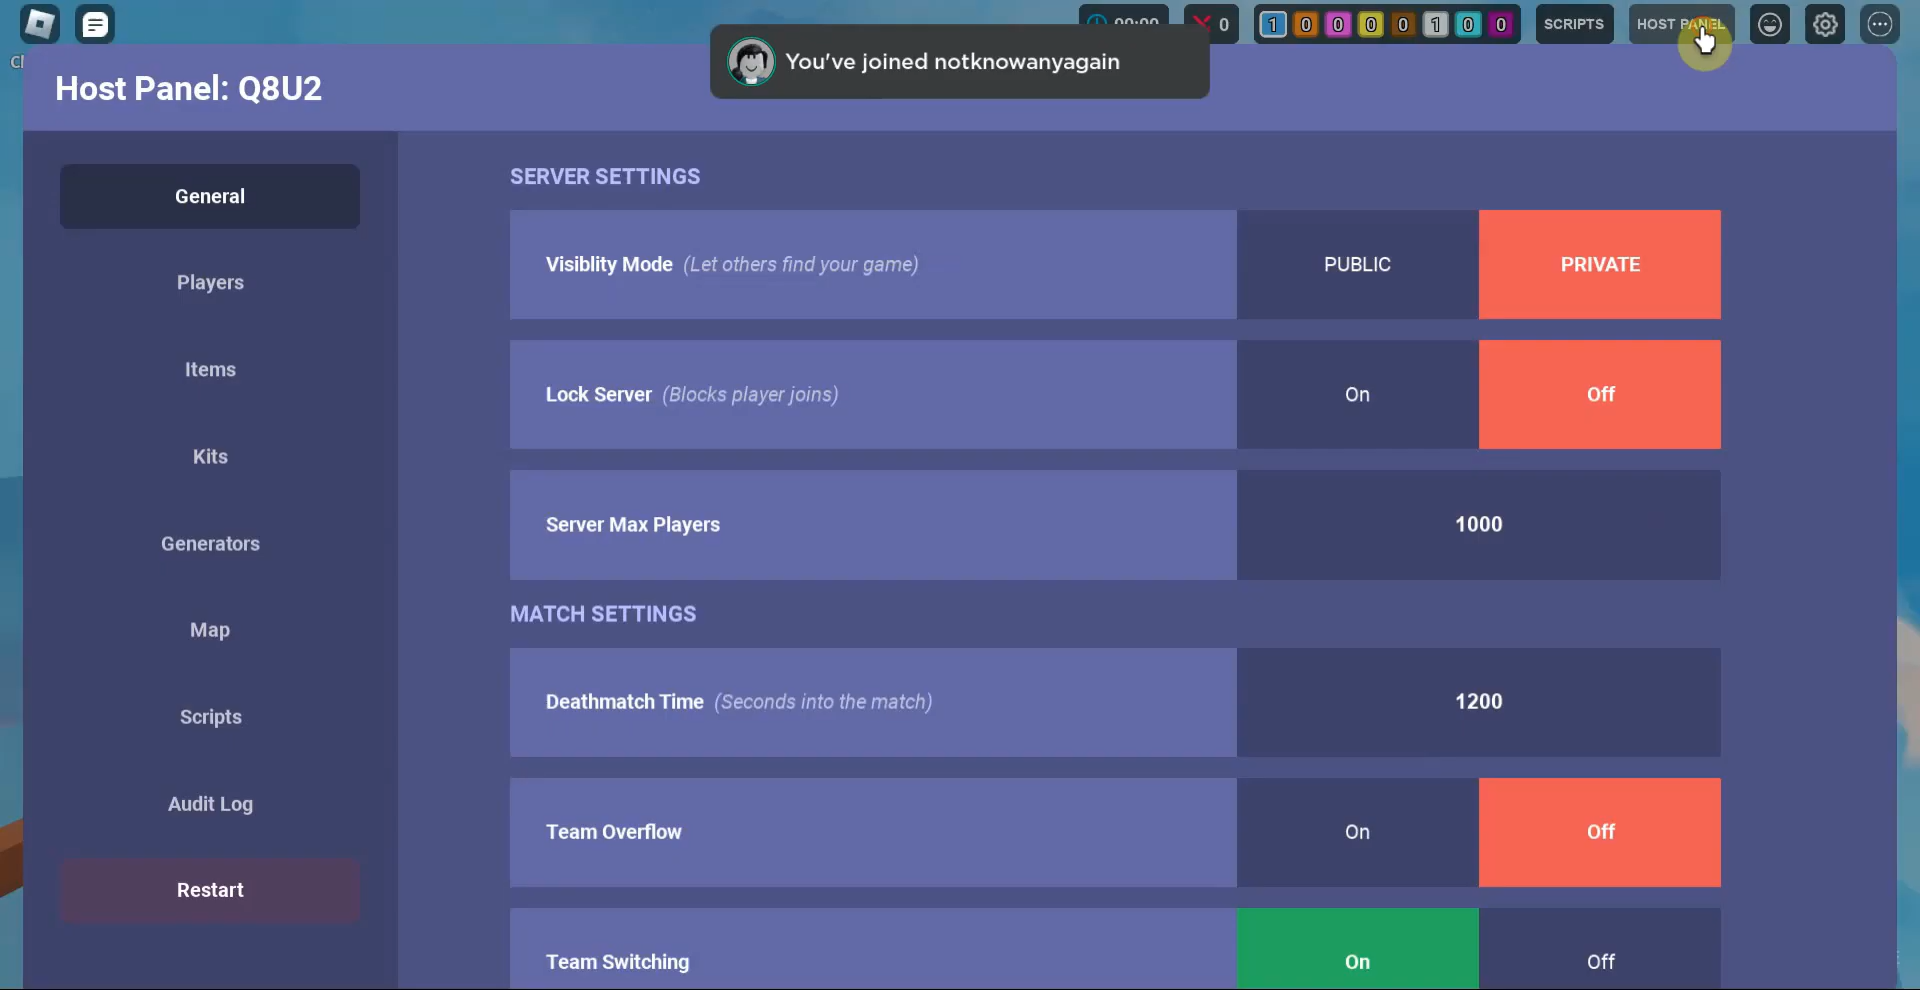 00:00 0 1 0 0 0 0 1 0 0 SCRIPTS HOST PANEL
You've joined notknowanyagain
Host Panel: Q8U2
General
Players
Items
Kits
Generators
Map
Scripts
Audit Log
Restart
SERVER SETTINGS
Visiblity Mode (Let others find your game) PUBLIC PRIVATE
Lock Server (Blocks player joins) On Off
Server Max Players 1000
MATCH SETTINGS
Deathmatch Time (Seconds into the match) 1200
Team Overflow On Off
Team Switching On Off